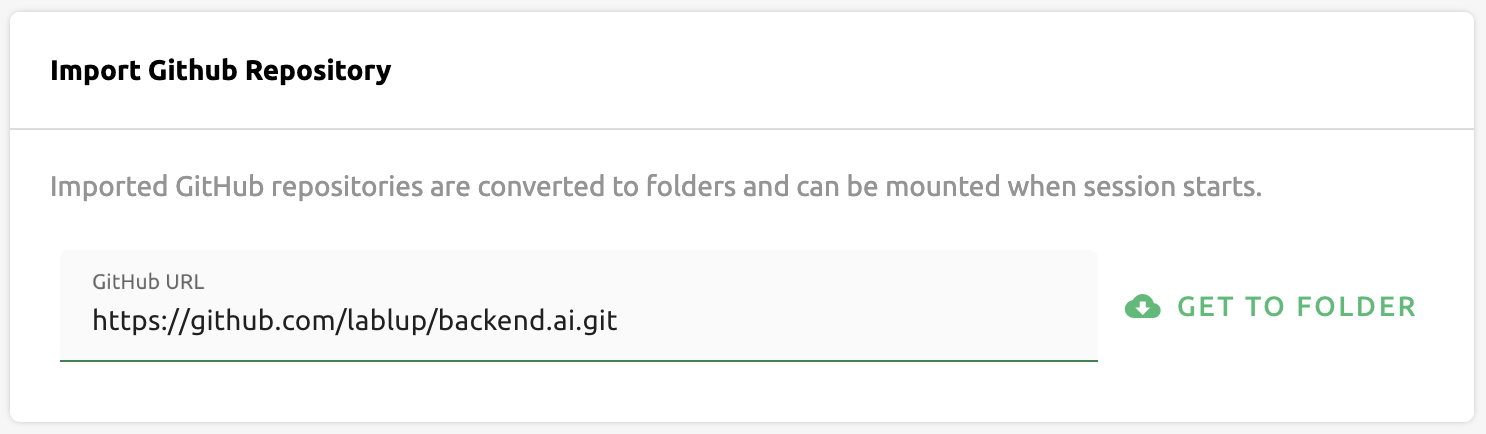 Import Github Repository
Imported GitHub repositories are converted to folders and can be mounted when session starts.
GitHub URL
https://github.com/lablup/backend.ai.git
GET TO FOLDER